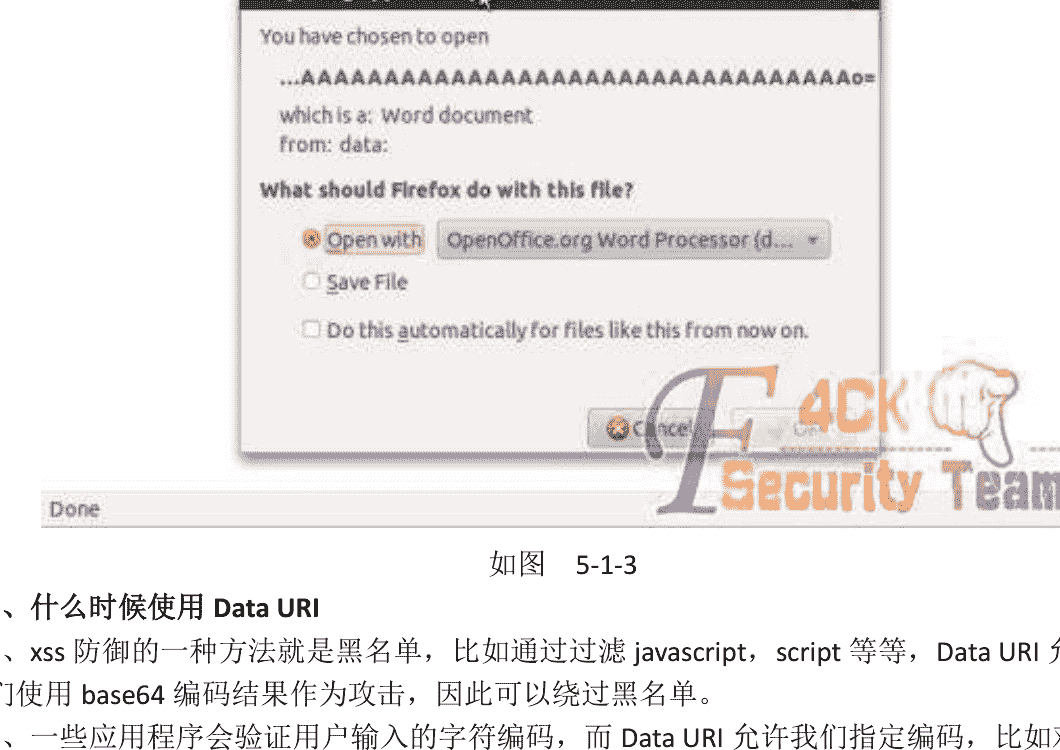 You have chosen to open
...AAAAAAAAAAAAAAAAAAAAAAAAAAAAAAAAAAo=
which is a: Word document
from: data:
What should Firefox do with this file?
Open with OpenOffice.org Word Processor (d...
Save File
Do this automatically for files like this from now on.
Cancel
F4CK
Security Team
Done
如图 5-1-3
、什么时候使用 Data URI
、xss 防御的一种方法就是黑名单，比如通过过滤 javascript，script 等等，Data URI
们使用 base64 编码结果作为攻击，因此可以绕过黑名单。
、一些应用程序会验证用户输入的字符编码，而 Data URI 允许我们指定编码，比如